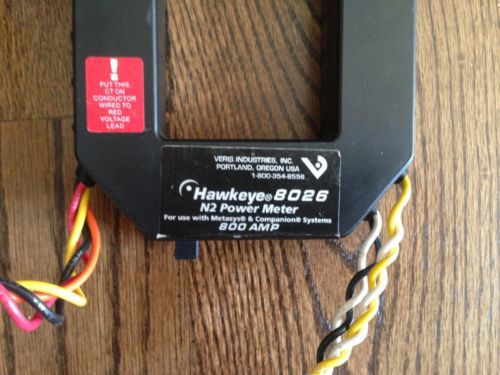 !
PUT THIS
CT ON
CONDUCTOR
WIRED TO
RED
VOLTAGE
LEAD
VERIS INDUSTRIES, INC.
PORTLAND, OREGON USA
1-800-354-8556
Hawkeye® 8026
N2 Power Meter
For use with Metasys® & Companion® Systems
800 AMP